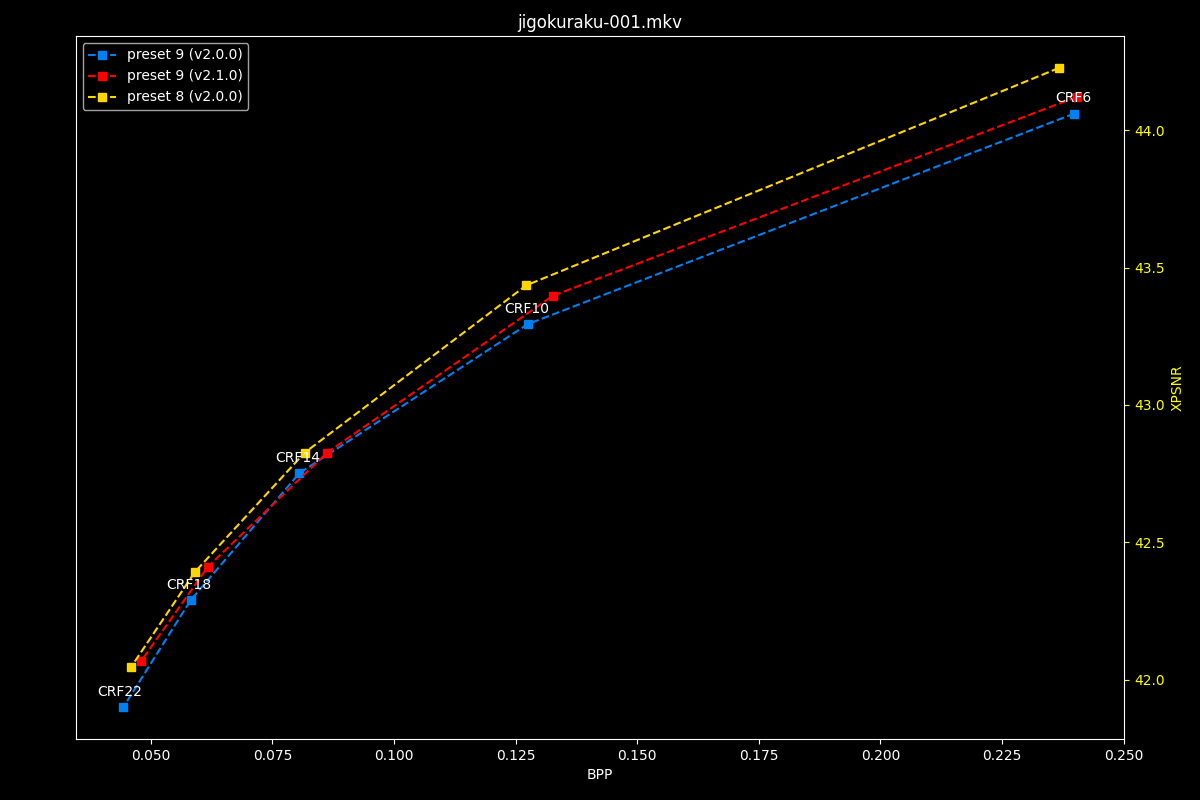 jigokuraku-001.mkv
preset 9 (v2.0.0)
preset 9 (v2.1.0)
preset 8 (v2.0.0)
CRF6
44.0
43.5
CRF10
XPSNR
43.0
CRF14
42.5
CRF18
CRF22
42.0
0.050 0.075 0.100 0.125 0.150 0.175 0.200 0.225 0.250
BPP